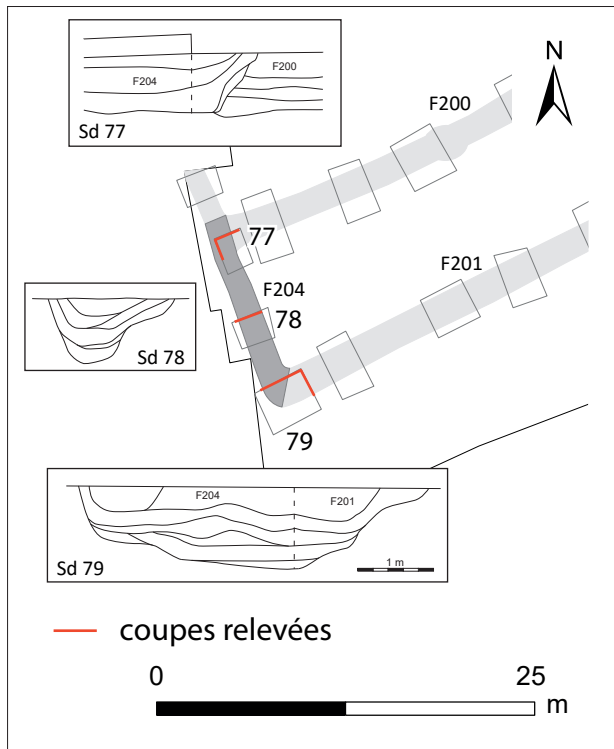 F204
F200
Sd 77
N
F200
77
F201
F204
78
Sd 78
79
F204
F201
1 m
Sd 79
coupes relevées
0
25
m